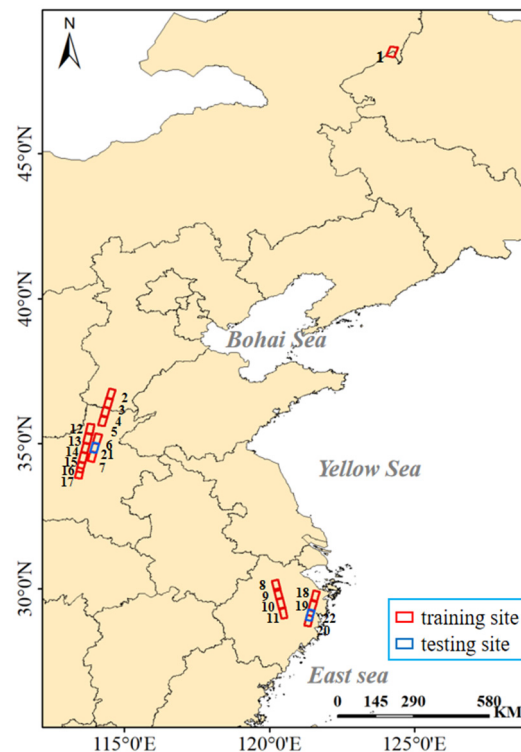 N
1
45°0'N
40°0'N
Bohai Sea
2
3
4
12
5
13
35°0'N
6
14
21
15
7
16
17
Yellow Sea
8
9
18
30°0'N
10
19
11
22
20
training site
testing site
East sea
0 145 290 580
KM
115°0'E 120°0'E 125°0'E